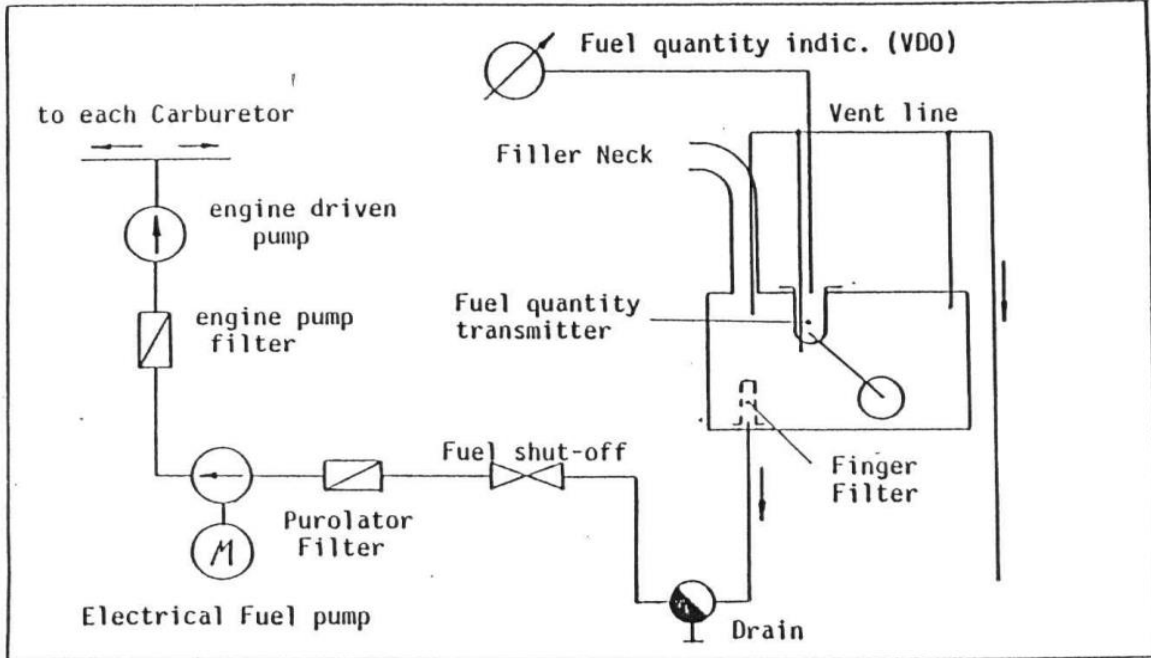 Fuel quantity indic. (VDO)
to each Carburetor
Vent line
Filler Neck
engine driven
pump
Fuel quantity
transmitter
engine pump
filter
Fuel shut-off
Finger
Filter
Purolator
Filter
M
Electrical Fuel pump
Drain